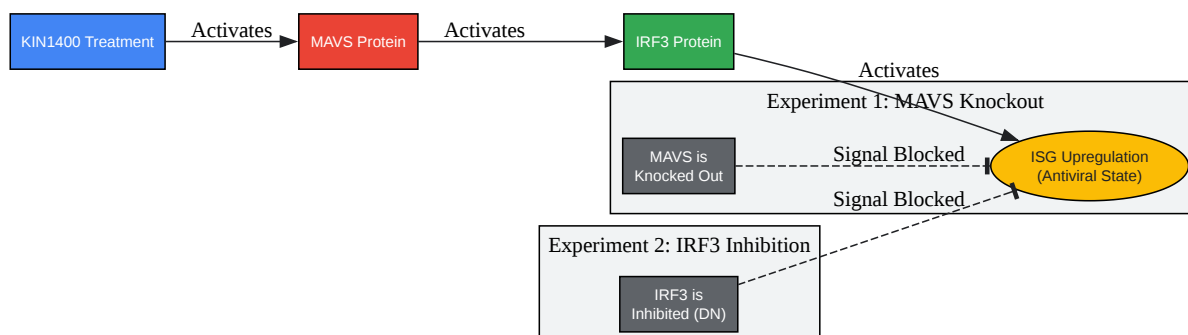 KIN1400 Treatment
Activates
MAVS Protein
Activates
IRF3 Protein
Activates
Experiment 1: MAVS Knockout
MAVS is
Knocked Out
Signal Blocked
ISG Upregulation
(Antiviral State)
Signal Blocked
Experiment 2: IRF3 Inhibition
IRF3 is
Inhibited (DN)